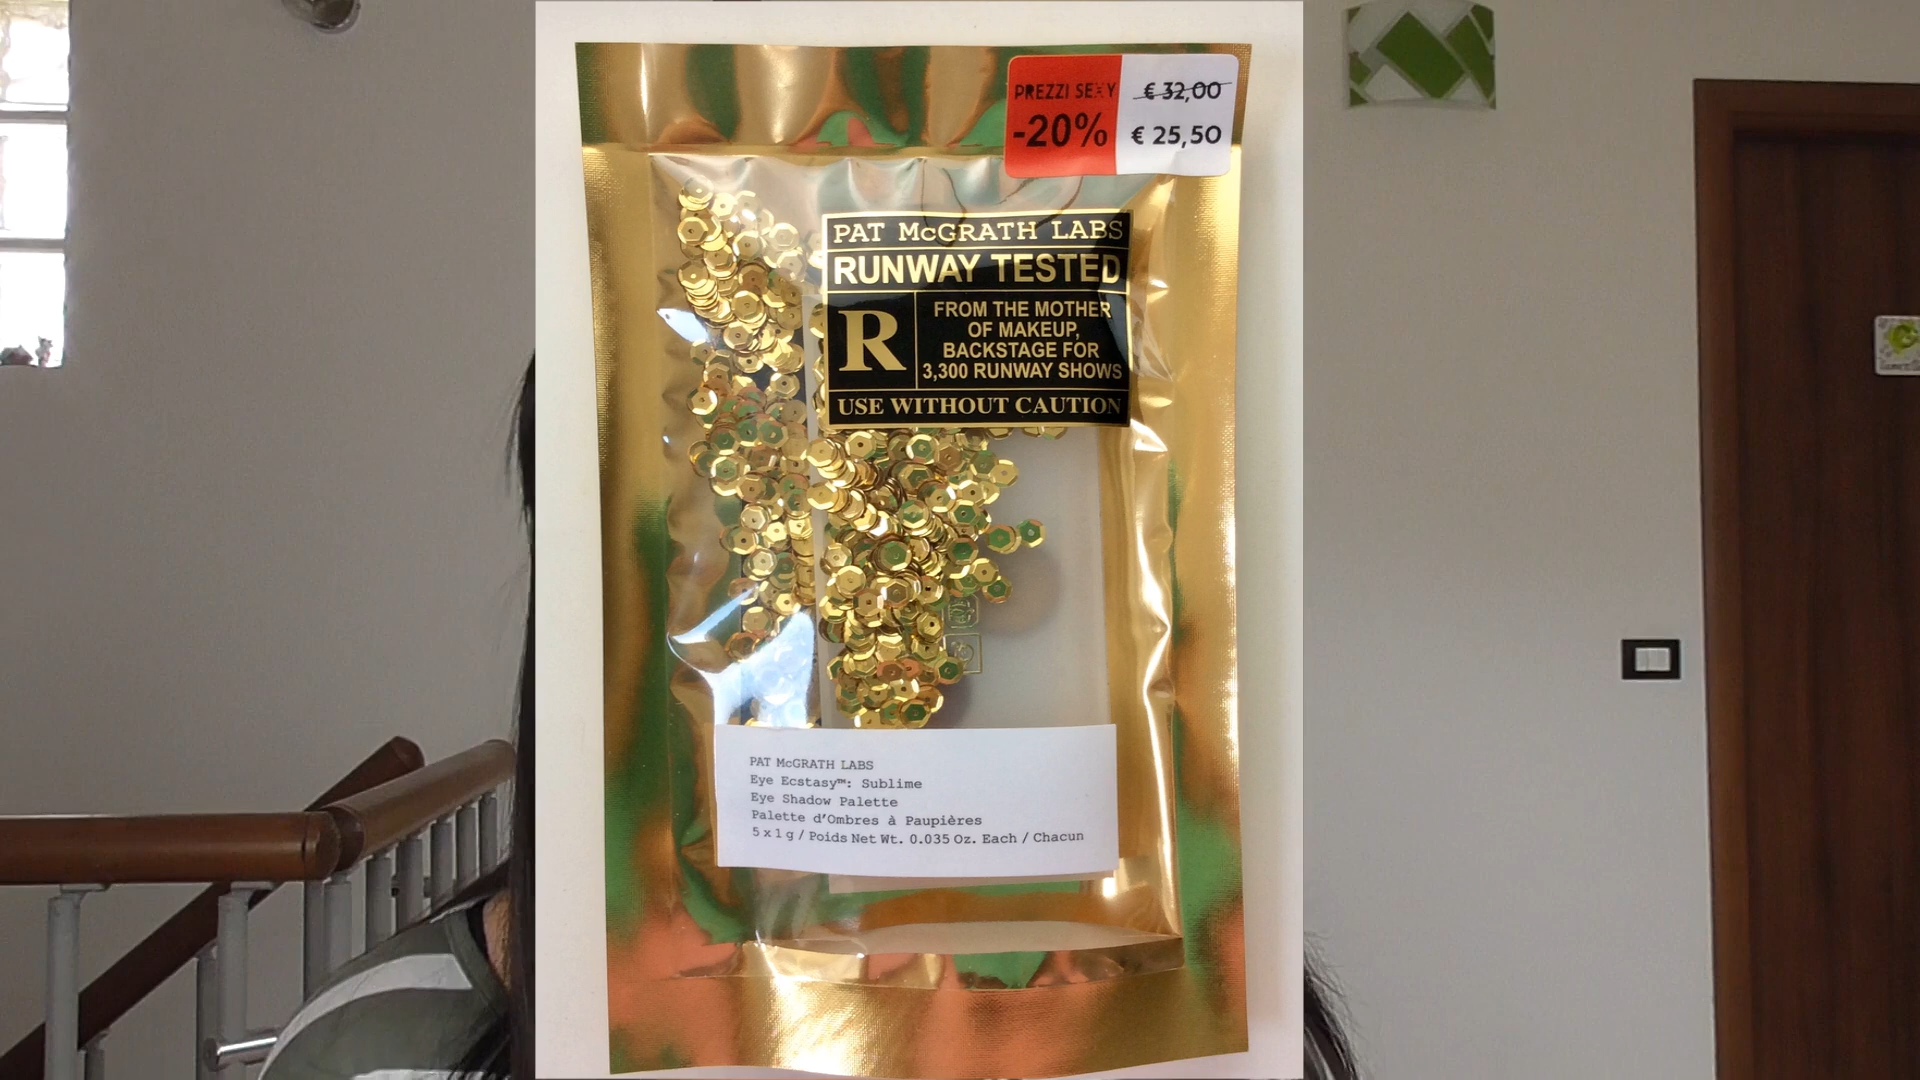 PREZZI SEXY
-20%
€ 32,00
€ 25,50
PAT McGRATH LABS
RUNWAY TESTED
R
FROM THE MOTHER
OF MAKEUP,
BACKSTAGE FOR
3,300 RUNWAY SHOWS
USE WITHOUT CAUTION
PAT McGRATH LABS
Eye Ecstasy™: Sublime
Eye Shadow Palette
Palette d'Ombres à Paupières
5 x 1 g / Poids Net Wt. 0.035 Oz. Each / Chacun